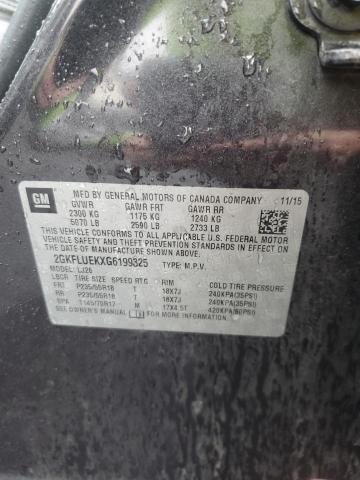 GM
MFD BY GENERAL MOTORS OF CANADA COMPANY 11/15
GVWR GAWR FRT GAWR RR
2300 KG 1175 KG 1240 KG
5070 LB 2590 LB 2733 LB
THIS VEHICLE CONFORMS TO ALL APPLICABLE U.S. FEDERAL
MOTOR VEHICLE SAFETY, BUMPER, AND THEFT PREVENTION
STANDARDS IN EFFECT ON THE DATE OF MANUFACTURE
SHOWN ABOVE.
2GKFLUEKXG6199325 TYPE: M.P.V.
MODEL: LJ26
LBCR TIRE SIZE SPEED RTG RIM COLD TIRE PRESSURE
FRT P235/55R18 T 18X7J 240KPA(35PSI)
RR P235/55R18 T 18X7J 240KPA(35PSI)
SPA T145/70R17 M 17X4.5T 420KPA(60PSI)
SEE OWNER'S MANUAL FOR MORE INFORMATION.